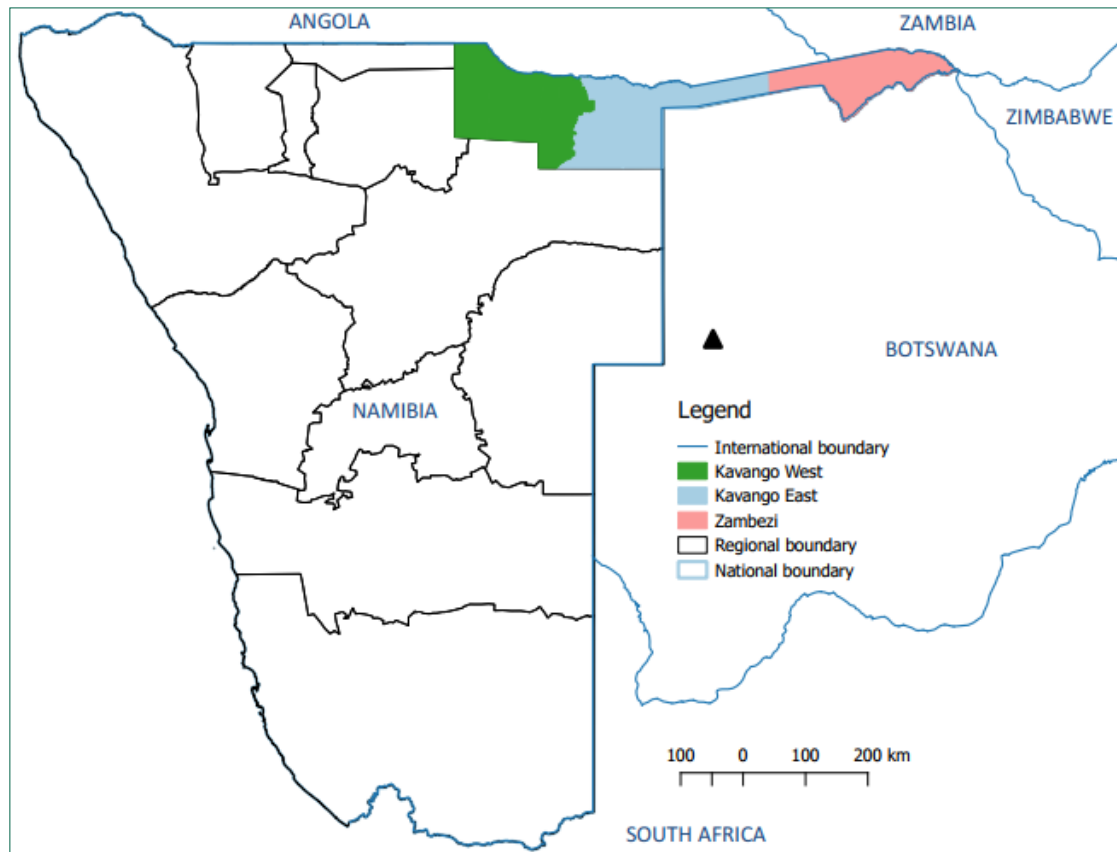 ANGOLA
ZAMBIA
ZIMBABWE
BOTSWANA
NAMIBIA
Legend
International boundary
Kavango West
Kavango East
Zambezi
Regional boundary
National boundary
100 0 100 200 km
SOUTH AFRICA